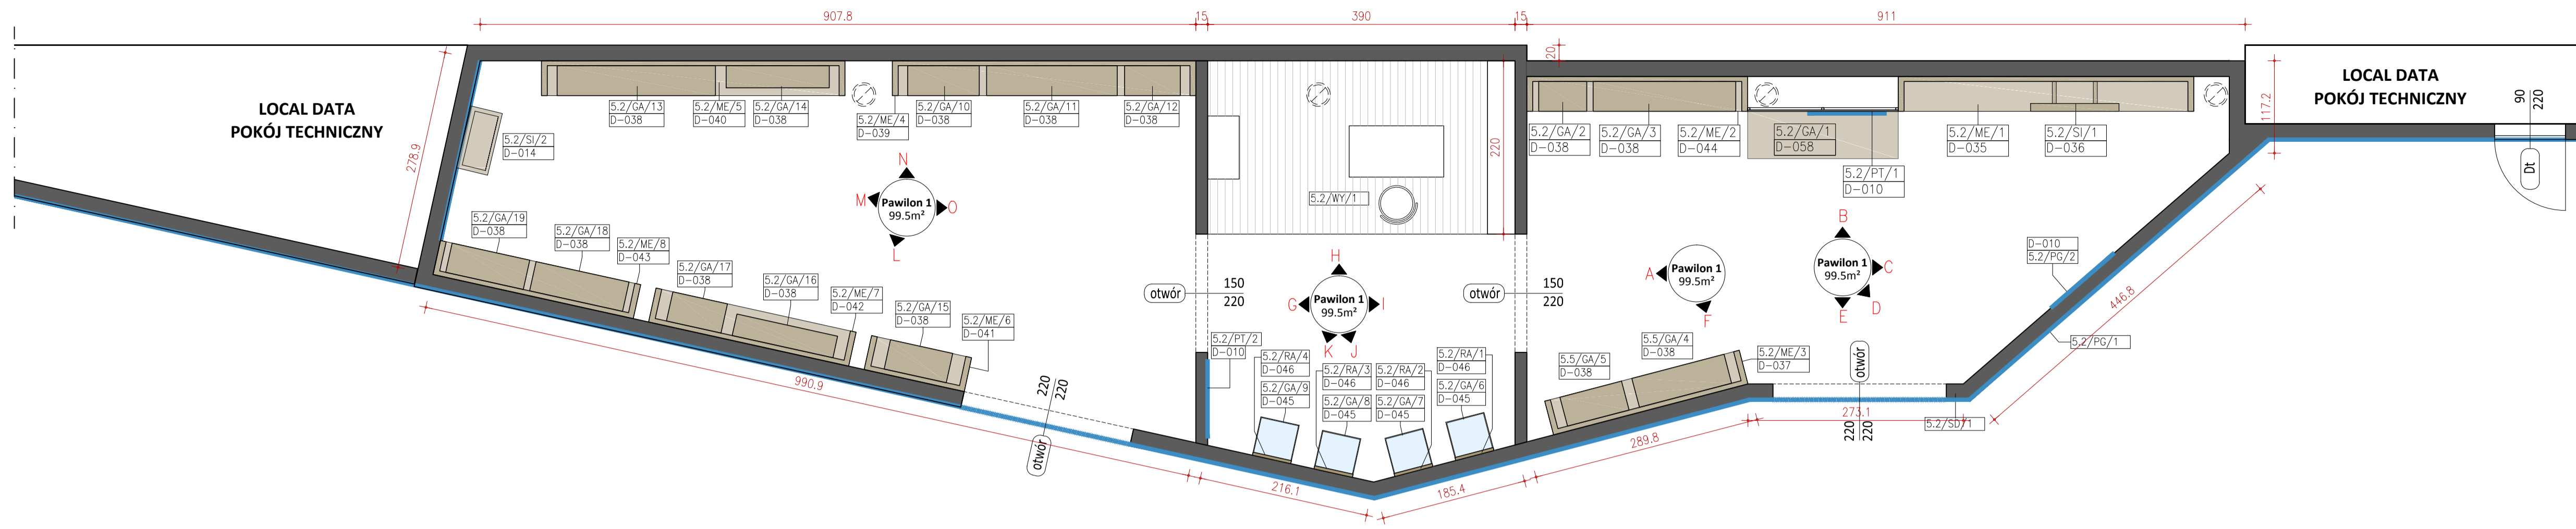 907.8
15
390
15
911
20
LOCAL DATA
POKÓJ TECHNICZNY
278.9
5.2/SI/2
D-014
5.2/GA/13
D-038
5.2/ME/5
D-040
5.2/GA/14
D-038
5.2/ME/4
D-039
5.2/GA/10
D-038
5.2/GA/11
D-038
5.2/GA/12
D-038
N
M
O
L
Pawilon 1
99.5m²
5.2/GA/19
D-038
5.2/GA/18
D-038
5.2/ME/8
D-043
5.2/GA/17
D-038
5.2/GA/16
D-038
5.2/ME/7
D-042
5.2/GA/15
D-038
5.2/ME/6
D-041
990.9
220
220
otwór
5.2/WY/1
220
otwór
150
220
H
G
I
K
J
Pawilon 1
99.5m²
otwór
150
220
5.2/PT/2
D-010
5.2/RA/4
D-046
5.2/GA/9
D-045
5.2/RA/3
D-046
5.2/GA/8
D-045
5.2/RA/2
D-046
5.2/GA/7
D-045
5.2/RA/1
D-046
5.2/GA/6
D-045
216.1
185.4
5.2/GA/2
D-038
5.2/GA/3
D-038
5.2/ME/2
D-044
5.2/GA/1
D-058
5.2/PT/1
D-010
5.2/ME/1
D-035
5.2/SI/1
D-036
A
Pawilon 1
99.5m²
F
B
Pawilon 1
99.5m²
C
D
E
5.5/GA/5
D-038
5.5/GA/4
D-038
5.2/ME/3
D-037
289.8
otwór
273.1
220
220
5.2/SD/1
D-010
5.2/PG/2
5.2/PG/1
446.8
117.2
LOCAL DATA
POKÓJ TECHNICZNY
90
220
Dt